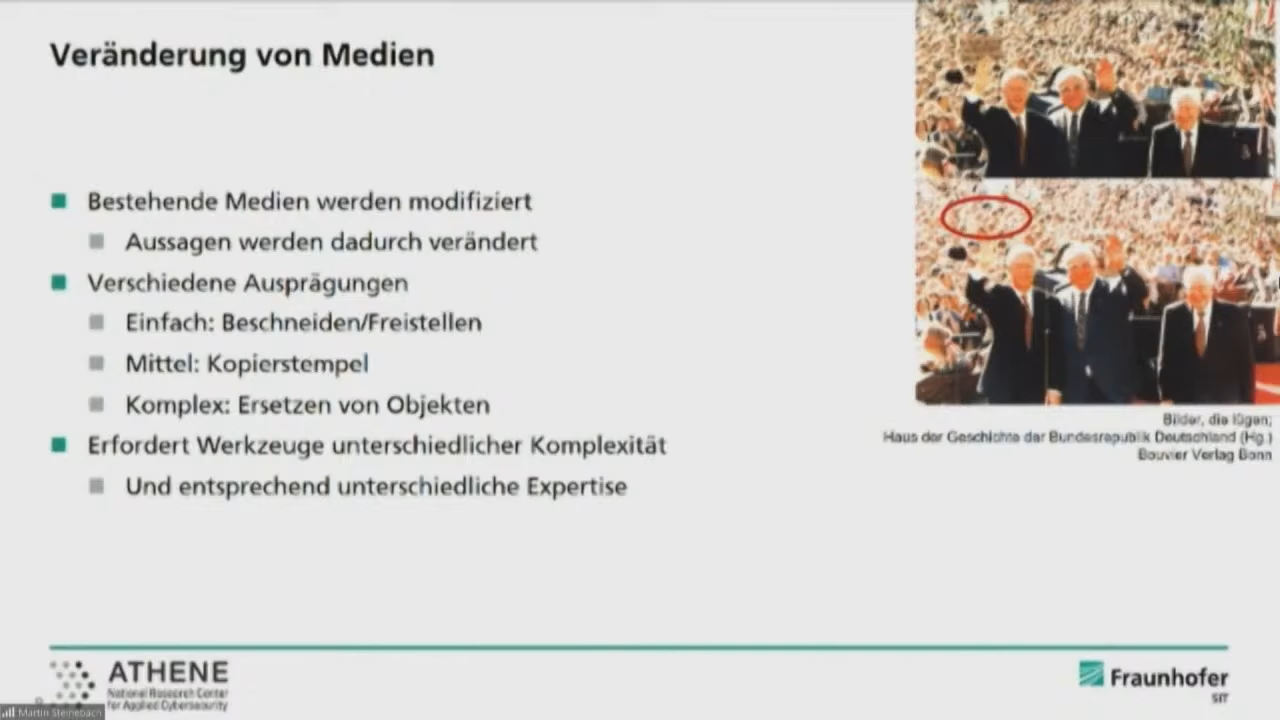 Veränderung von Medien
Bestehende Medien werden modifiziert
Aussagen werden dadurch verändert
Verschiedene Ausprägungen
Einfach: Beschneiden/Freistellen
Mittel: Kopierstempel
Komplex: Ersetzen von Objekten
Erfordert Werkzeuge unterschiedlicher Komplexität
Und entsprechend unterschiedliche Expertise
Bilder, die lügen;
Haus der Geschichte der Bundesrepublik Deutschland (Hg.)
Bouvier Verlag Bonn
ATHENE
National Research Center
for Applied Cybersecurity
Fraunhofer
SIT
Martin Steinebach